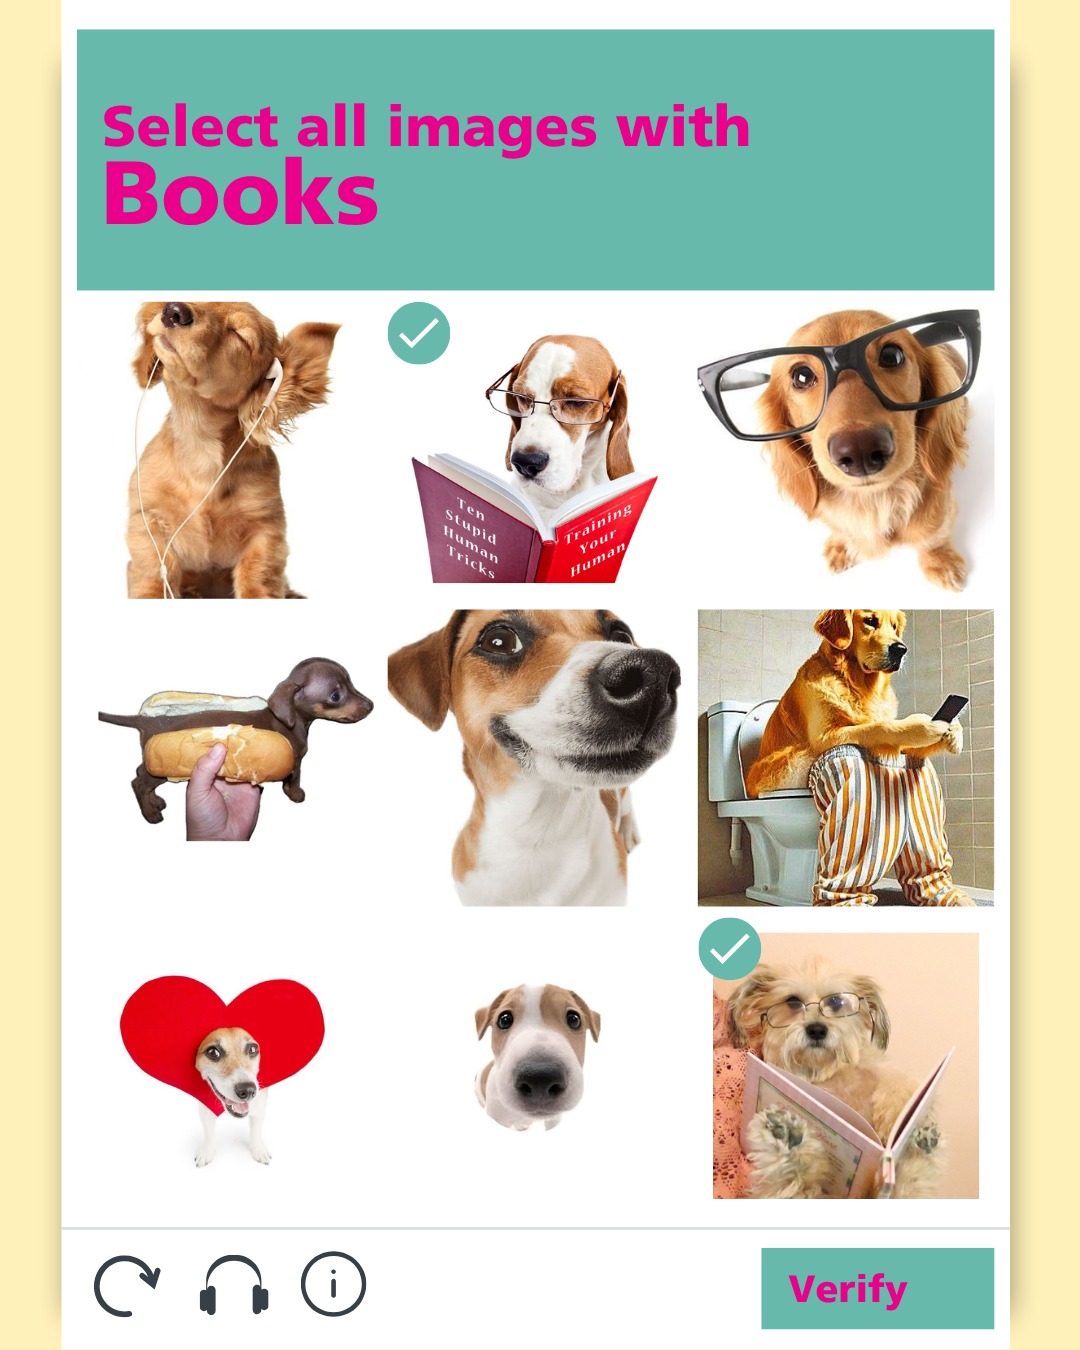 Select all images with
Books
Ten
Stupid
Human
Tricks
Training
Your
Human
i
Verify